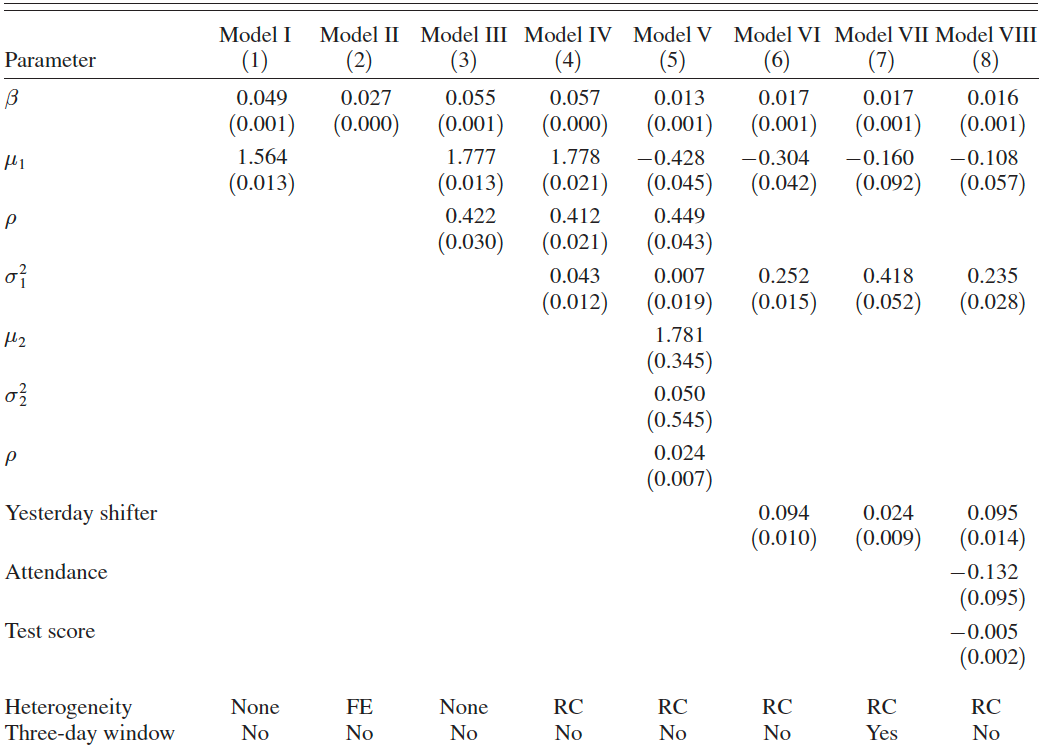 Model I Model II Model III Model IV Model V Model VI Model VII Model VIII
Parameter (1) (2) (3) (4) (5) (6) (7) (8)
β 0.049 0.027 0.055 0.057 0.013 0.017 0.017 0.016
(0.001) (0.000) (0.001) (0.000) (0.001) (0.001) (0.001) (0.001)
μ₁ 1.564 1.777 1.778 −0.428 −0.304 −0.160 −0.108
(0.013) (0.013) (0.021) (0.045) (0.042) (0.092) (0.057)
ρ 0.422 0.412 0.449
(0.030) (0.021) (0.043)
σ₁² 0.043 0.007 0.252 0.418 0.235
(0.012) (0.019) (0.015) (0.052) (0.028)
μ₂ 1.781
(0.345)
σ₂² 0.050
(0.545)
ρ 0.024
(0.007)
Yesterday shifter 0.094 0.024 0.095
(0.010) (0.009) (0.014)
Attendance −0.132
(0.095)
Test score −0.005
(0.002)
Heterogeneity None FE None RC RC RC RC RC
Three-day window No No No No No No Yes No